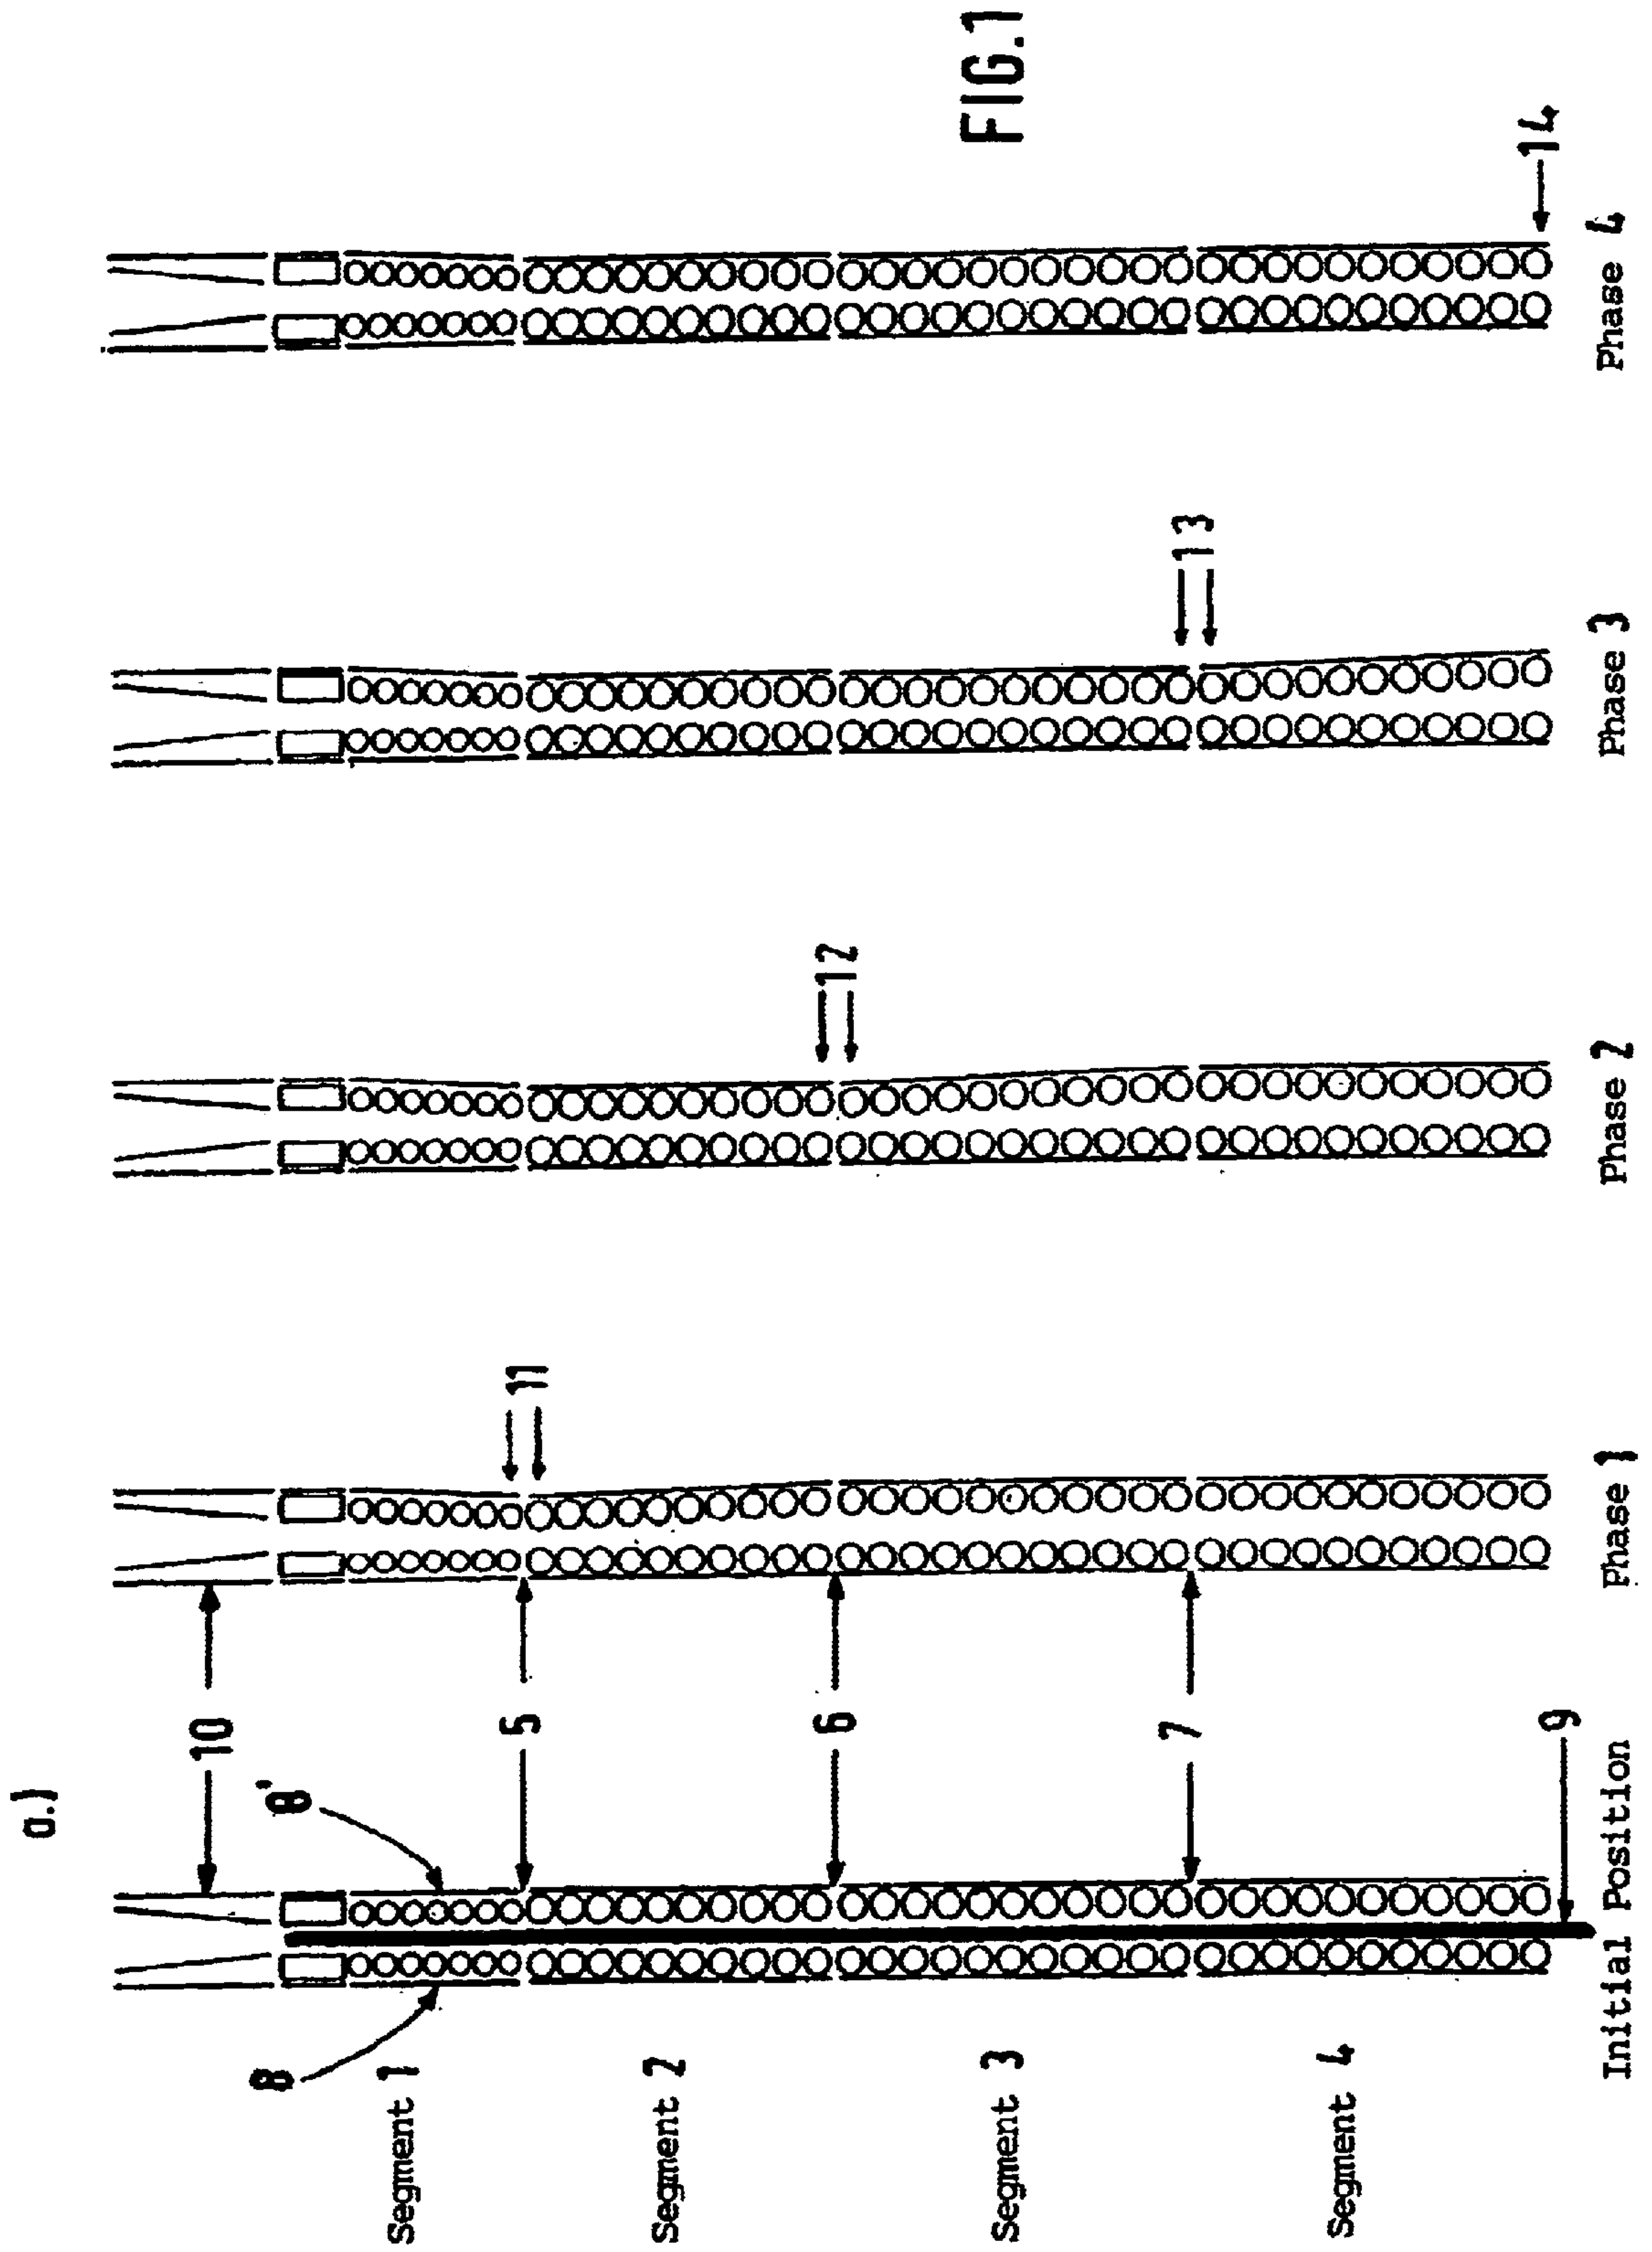 FIG.1
a.)
10
5
6
7
8
8'
9
11
12
13
14
Segment 1
Segment 2
Segment 3
Segment 4
Initial Position
Phase 1
Phase 2
Phase 3
Phase 4